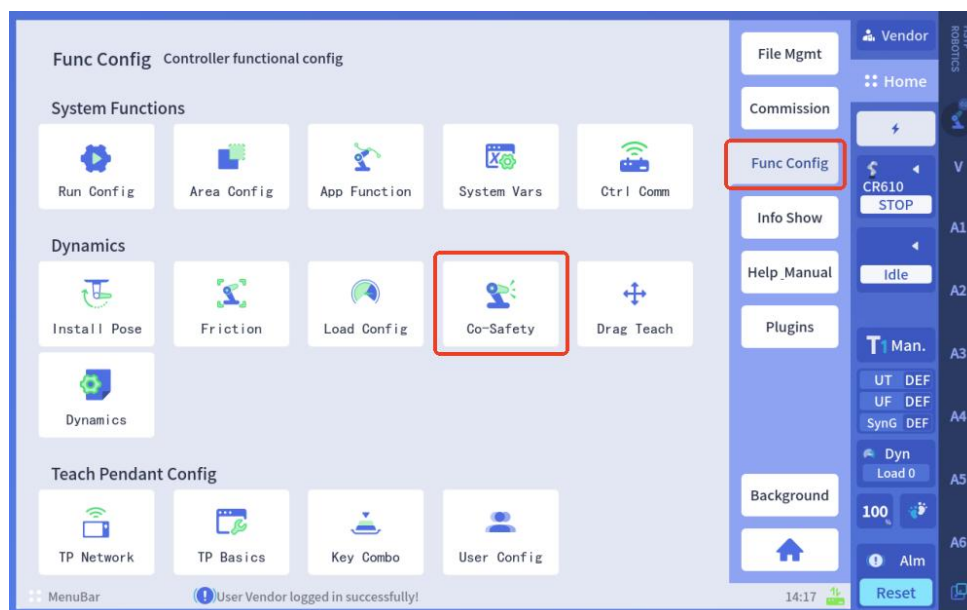 Func Config Controller functional config
System Functions
Run Config
Area Config
App Function
System Vars
Ctrl Comm
Dynamics
Install Pose
Friction
Load Config
Co-Safety
Drag Teach
Dynamics
Teach Pendant Config
TP Network
TP Basics
Key Combo
User Config
MenuBar
User Vendor logged in successfully!
14:17
File Mgmt
Commission
Func Config
Info Show
Help_Manual
Plugins
Background
Vendor
Home
CR610
STOP
Idle
T1 Man.
UT DEF
UF DEF
SynG DEF
Dyn
Load 0
100 %
Alm
Reset
ROBOTICS
V
A1
A2
A3
A4
A5
A6